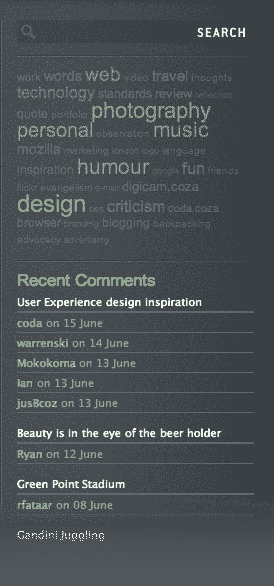 SEARCH
work words web video travel thoughts
technology standards review reflection
quote portfolio photography
personal observation music
mozilla marketing london logo language
inspiration humour google fun friends
flickr evangelism e-mail digicam.coza
design css criticism coda.coza
browser branding blogging backpacking
advocacy advertising
Recent Comments
User Experience design inspiration
coda on 15 June
warrenski on 14 June
Mokokoma on 13 June
Ian on 13 June
jusBcoz on 13 June
Beauty is in the eye of the beer holder
Ryan on 12 June
Green Point Stadium
rfataar on 08 June
Gandini Juggling